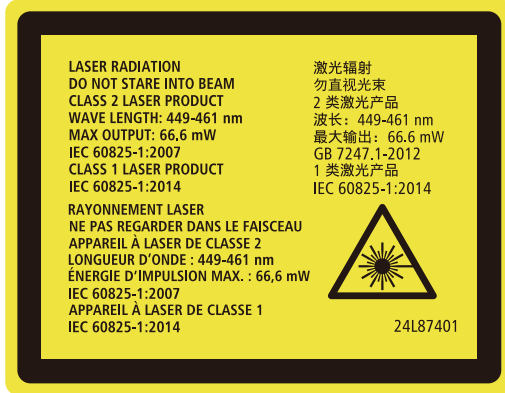 LASER RADIATION
DO NOT STARE INTO BEAM
CLASS 2 LASER PRODUCT
WAVE LENGTH: 449-461 nm
MAX OUTPUT: 66.6 mW
IEC 60825-1:2007
CLASS 1 LASER PRODUCT
IEC 60825-1:2014
RAYONNEMENT LASER
NE PAS REGARDER DANS LE FAISCEAU
APPAREIL À LASER DE CLASSE 2
LONGUEUR D'ONDE : 449-461 nm
ÉNERGIE D'IMPULSION MAX. : 66,6 mW
IEC 60825-1:2007
APPAREIL À LASER DE CLASSE 1
IEC 60825-1:2014
激光辐射
勿直视光束
2 类激光产品
波长：449-461 nm
最大输出：66.6 mW
GB 7247.1-2012
1 类激光产品
IEC 60825-1:2014
24L87401